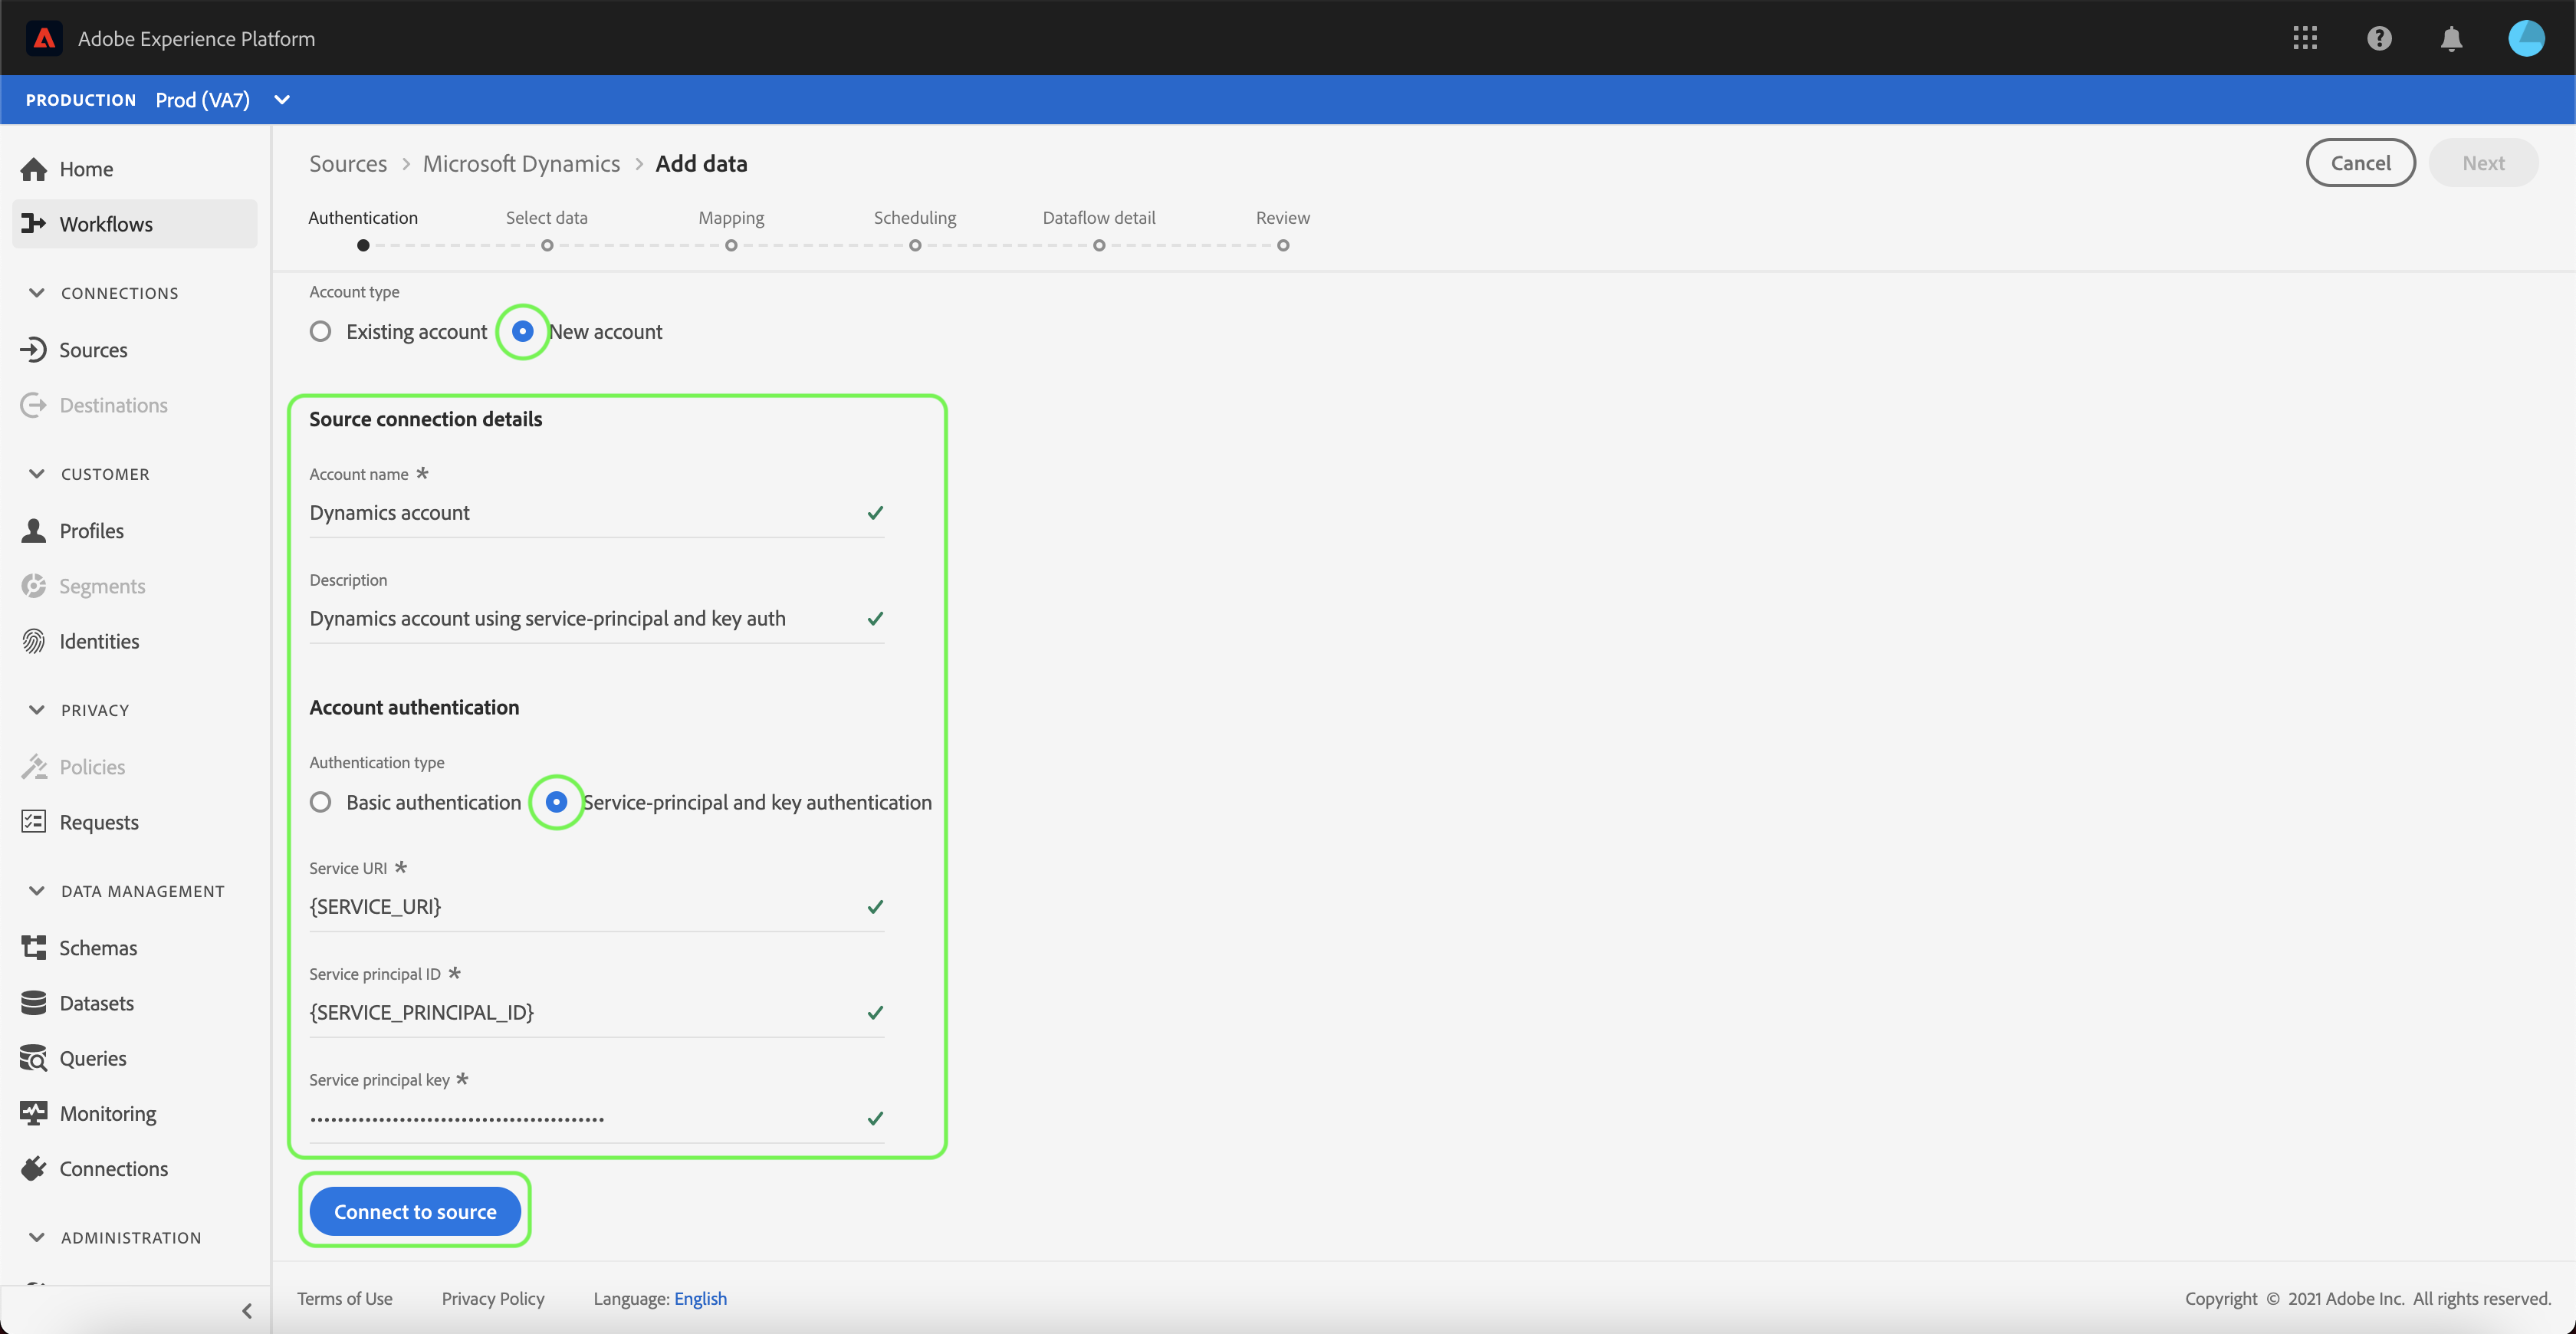 Adobe Experience Platform
PRODUCTION Prod (VA7)
Home
Workflows
CONNECTIONS
Sources
Destinations
CUSTOMER
Profiles
Segments
Identities
PRIVACY
Policies
Requests
DATA MANAGEMENT
Schemas
Datasets
Queries
Monitoring
Connections
ADMINISTRATION
Sources > Microsoft Dynamics > Add data
Cancel Next
Authentication Select data Mapping Scheduling Dataflow detail Review
Account type
Existing account New account
Source connection details
Account name *
Dynamics account
Description
Dynamics account using service-principal and key auth
Account authentication
Authentication type
Basic authentication Service-principal and key authentication
Service URI *
{SERVICE_URI}
Service principal ID *
{SERVICE_PRINCIPAL_ID}
Service principal key *
Connect to source
Terms of Use Privacy Policy Language: English
Copyright © 2021 Adobe Inc. All rights reserved.